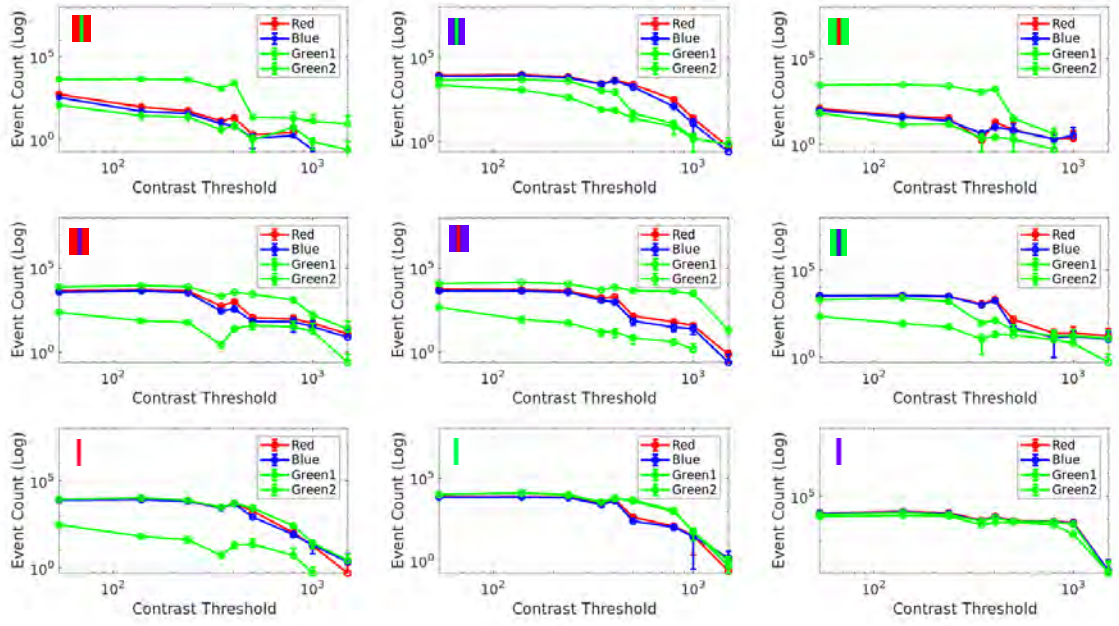 Event Count (Log)
10^5
10^0
10^2
10^3
Contrast Threshold
Red
Blue
Green1
Green2
Event Count (Log)
10^5
10^0
10^2
10^3
Contrast Threshold
Red
Blue
Green1
Green2
Event Count (Log)
10^5
10^0
10^2
10^3
Contrast Threshold
Red
Blue
Green1
Green2
Event Count (Log)
10^5
10^0
10^2
10^3
Contrast Threshold
Red
Blue
Green1
Green2
Event Count (Log)
10^5
10^0
10^2
10^3
Contrast Threshold
Red
Blue
Green1
Green2
Event Count (Log)
10^5
10^0
10^2
10^3
Contrast Threshold
Red
Blue
Green1
Green2
Event Count (Log)
10^5
10^0
10^2
10^3
Contrast Threshold
Red
Blue
Green1
Green2
Event Count (Log)
10^5
10^0
10^2
10^3
Contrast Threshold
Red
Blue
Green1
Green2
Event Count (Log)
10^5
10^2
10^3
Contrast Threshold
Red
Blue
Green1
Green2